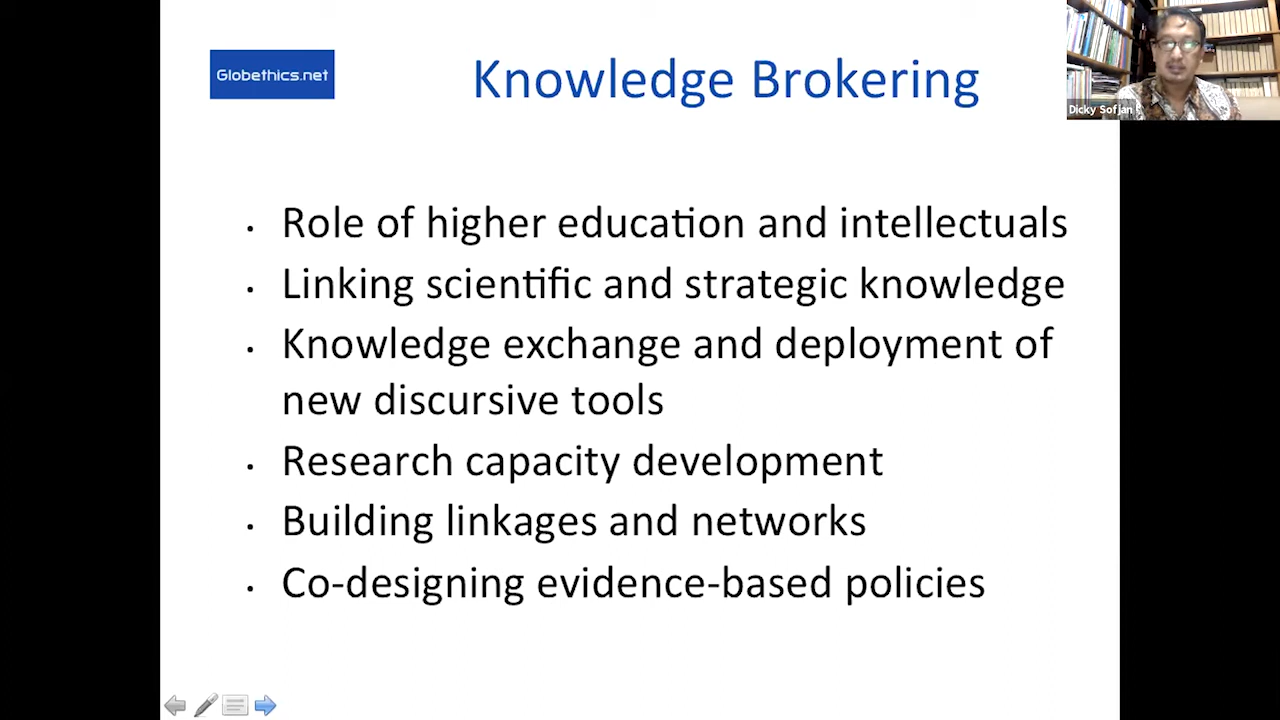 Globethics.net
Knowledge Brokering
Dicky Sofjan
• Role of higher education and intellectuals
• Linking scientific and strategic knowledge
• Knowledge exchange and deployment of
new discursive tools
• Research capacity development
• Building linkages and networks
• Co-designing evidence-based policies